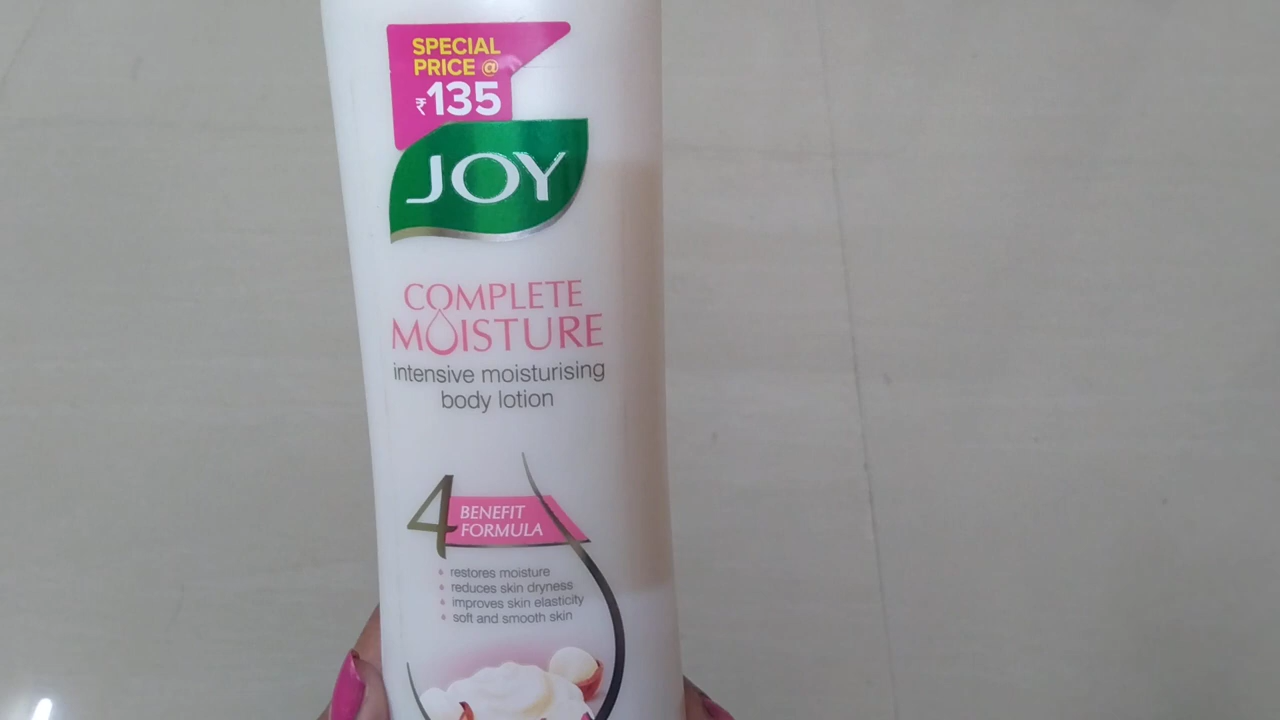 SPECIAL
PRICE @
₹135
JOY
COMPLETE
MOISTURE
intensive moisturising
body lotion
4 BENEFIT
FORMULA
restores moisture
reduces skin dryness
improves skin elasticity
soft and smooth skin